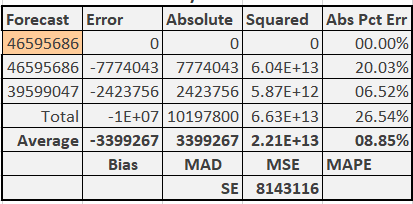 Forecast Error Absolute Squared Abs Pct Err
46595686 0 0 0 00.00%
46595686 -7774043 7774043 6.04E+13 20.03%
39599047 -2423756 2423756 5.87E+12 06.52%
Total -1E+07 10197800 6.63E+13 26.54%
Average -3399267 3399267 2.21E+13 08.85%
Bias MAD MSE MAPE
SE 8143116